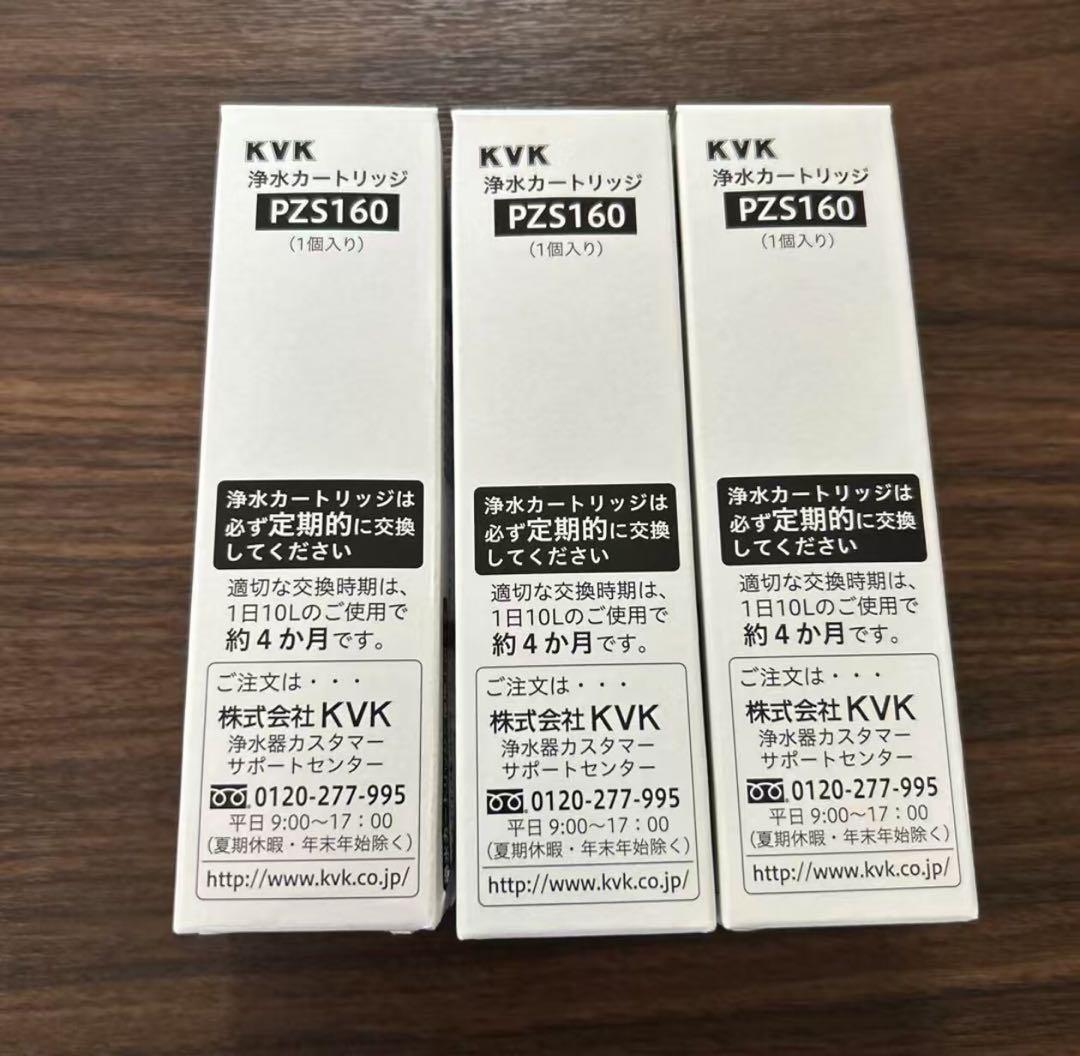 KVK
浄水カートリッジ
PZS160
(1個入り)
浄水カートリッジは
必ず定期的に交換
してください
適切な交換時期は、
1日10Lのご使用で
約4か月です。
ご注文は・・・
株式会社KVK
浄水器カスタマー
サポートセンター
0120-277-995
平日 9:00〜17:00
(夏期休暇・年末年始除く)
http://www.kvk.co.jp/
KVK
浄水カートリッジ
PZS160
(1個入り)
浄水カートリッジは
必ず定期的に交換
してください
適切な交換時期は、
1日10Lのご使用で
約4か月です。
ご注文は・・・
株式会社KVK
浄水器カスタマー
サポートセンター
0120-277-995
平日 9:00〜17:00
(夏期休暇・年末年始除く)
http://www.kvk.co.jp/
KVK
浄水カートリッジ
PZS160
(1個入り)
浄水カートリッジは
必ず定期的に交換
してください
適切な交換時期は、
1日10Lのご使用で
約4か月です。
ご注文は・・・
株式会社KVK
浄水器カスタマー
サポートセンター
0120-277-995
平日 9:00〜17:00
(夏期休暇・年末年始除く)
http://www.kvk.co.jp/